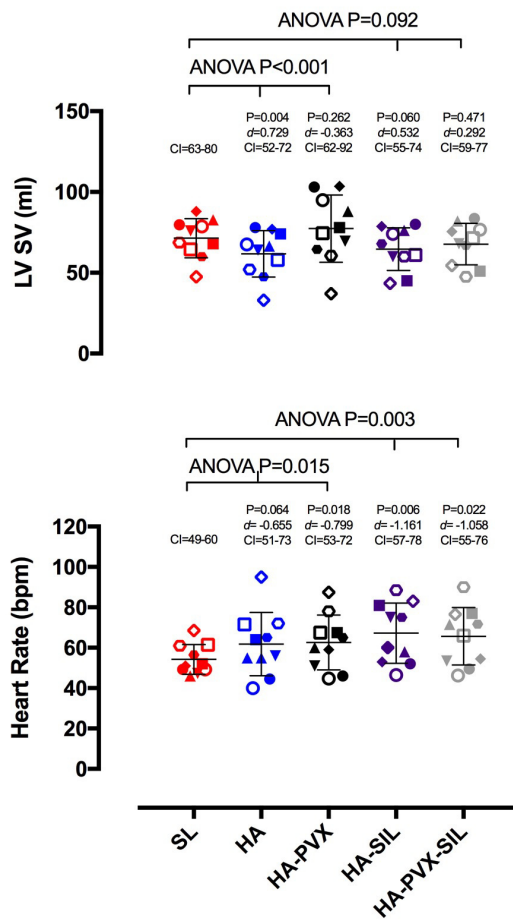 ANOVA P=0.092
ANOVA P<0.001
P=0.004 P=0.262 P=0.060 P=0.471
d=0.729 d= -0.363 d=0.532 d=0.292
CI=63-80 CI=52-72 CI=62-92 CI=55-74 CI=59-77
LV SV (ml)
150
100
50
0
ANOVA P=0.003
ANOVA P=0.015
P=0.064 P=0.018 P=0.006 P=0.022
d= -0.655 d= -0.799 d= -1.161 d= -1.058
CI=49-60 CI=51-73 CI=53-72 CI=57-78 CI=55-76
Heart Rate (bpm)
120
100
80
60
40
20
0
SL HA HA-PVX HA-SIL HA-PVX-SIL